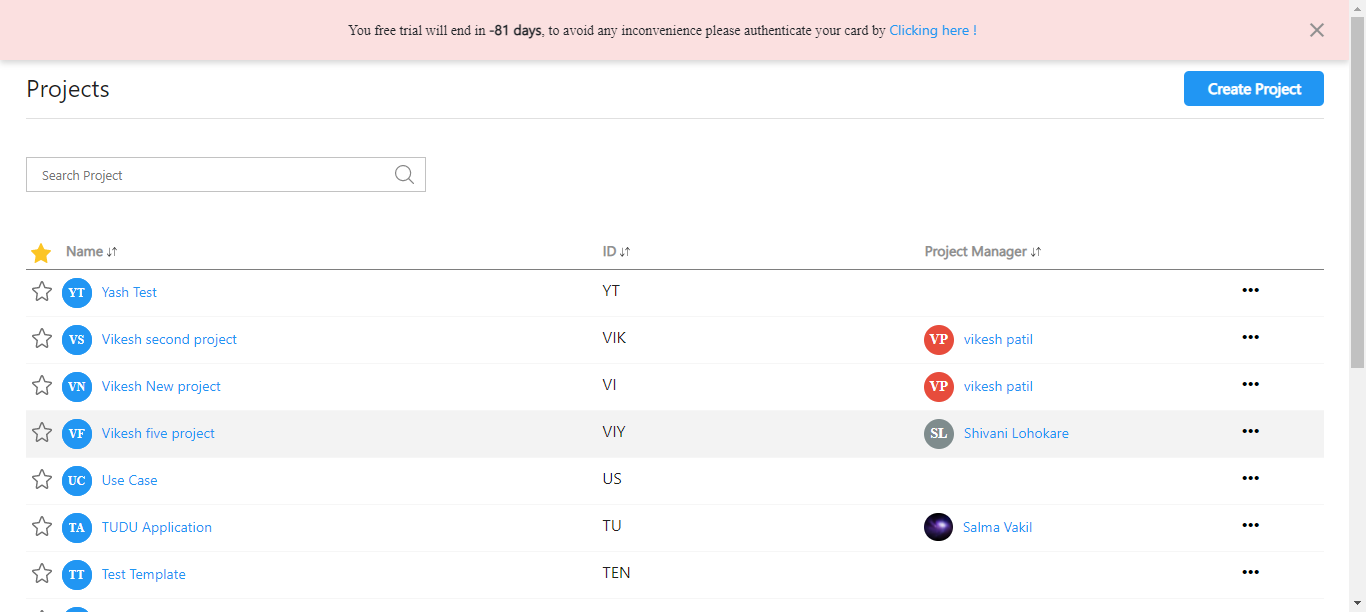 You free trial will end in -81 days, to avoid any inconvenience please authenticate your card by Clicking here !
Projects
Create Project
Search Project
Name ID Project Manager
YT Yash Test YT
VS Vikesh second project VIK VP vikesh patil
VN Vikesh New project VI VP vikesh patil
VF Vikesh five project VIY SL Shivani Lohokare
UC Use Case US
TA TUDU Application TU Salma Vakil
TT Test Template TEN